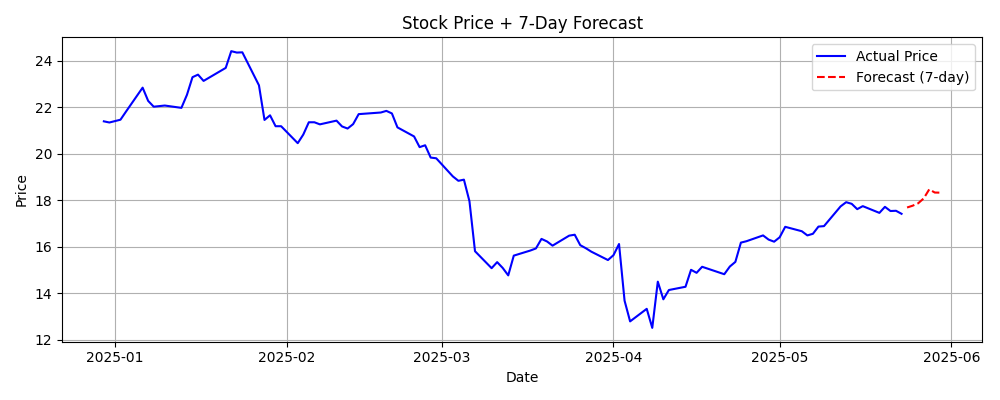 Stock Price + 7-Day Forecast
Actual Price
Forecast (7-day)
Price
24
22
20
18
16
14
12
2025-01 2025-02 2025-03 2025-04 2025-05 2025-06
Date